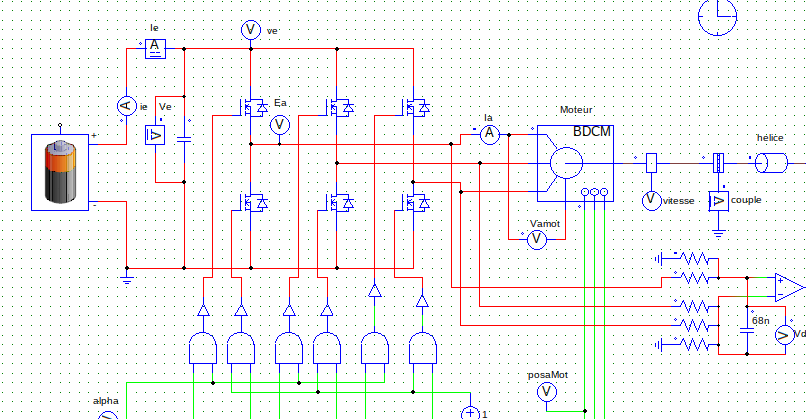 Ie
A
V
ve
A
ie
Ve
V
+
-
Ea
V
Ia
A
Moteur
BDCM
hélice
V
vitesse
V
couple
Vamot
V
+
-
68n
V
Vd
posaMot
V
alpha
+
1